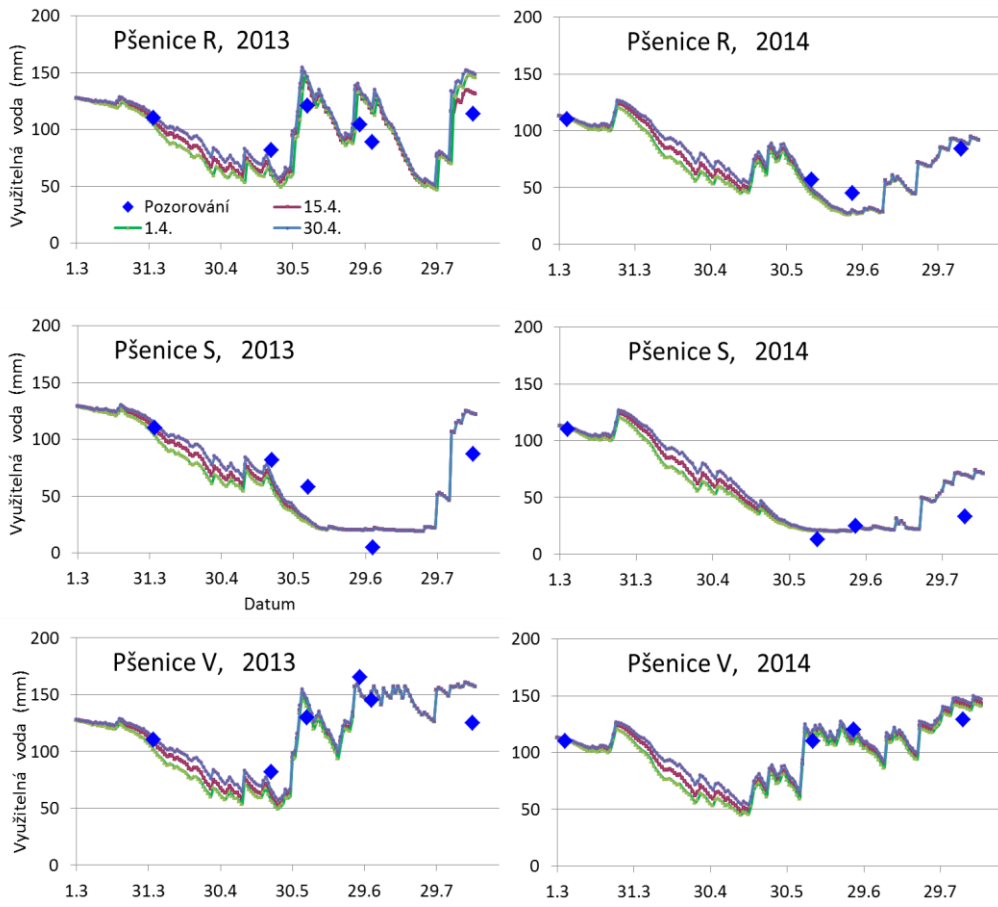 Pšenice R, 2013
Využitelná voda (mm)
200
150
100
50
0
Pozorování 15.4.
1.4. 30.4.
1.3 31.3 30.4 30.5 29.6 29.7
Pšenice R, 2014
200
150
100
50
0
1.3 31.3 30.4 30.5 29.6 29.7
Pšenice S, 2013
Využitelná voda (mm)
200
150
100
50
0
1.3 31.3 30.4 30.5 29.6 29.7
Datum
Pšenice S, 2014
200
150
100
50
0
1.3 31.3 30.4 30.5 29.6 29.7
Pšenice V, 2013
Využitelná voda (mm)
200
150
100
50
0
1.3 31.3 30.4 30.5 29.6 29.7
Pšenice V, 2014
200
150
100
50
0
1.3 31.3 30.4 30.5 29.6 29.7